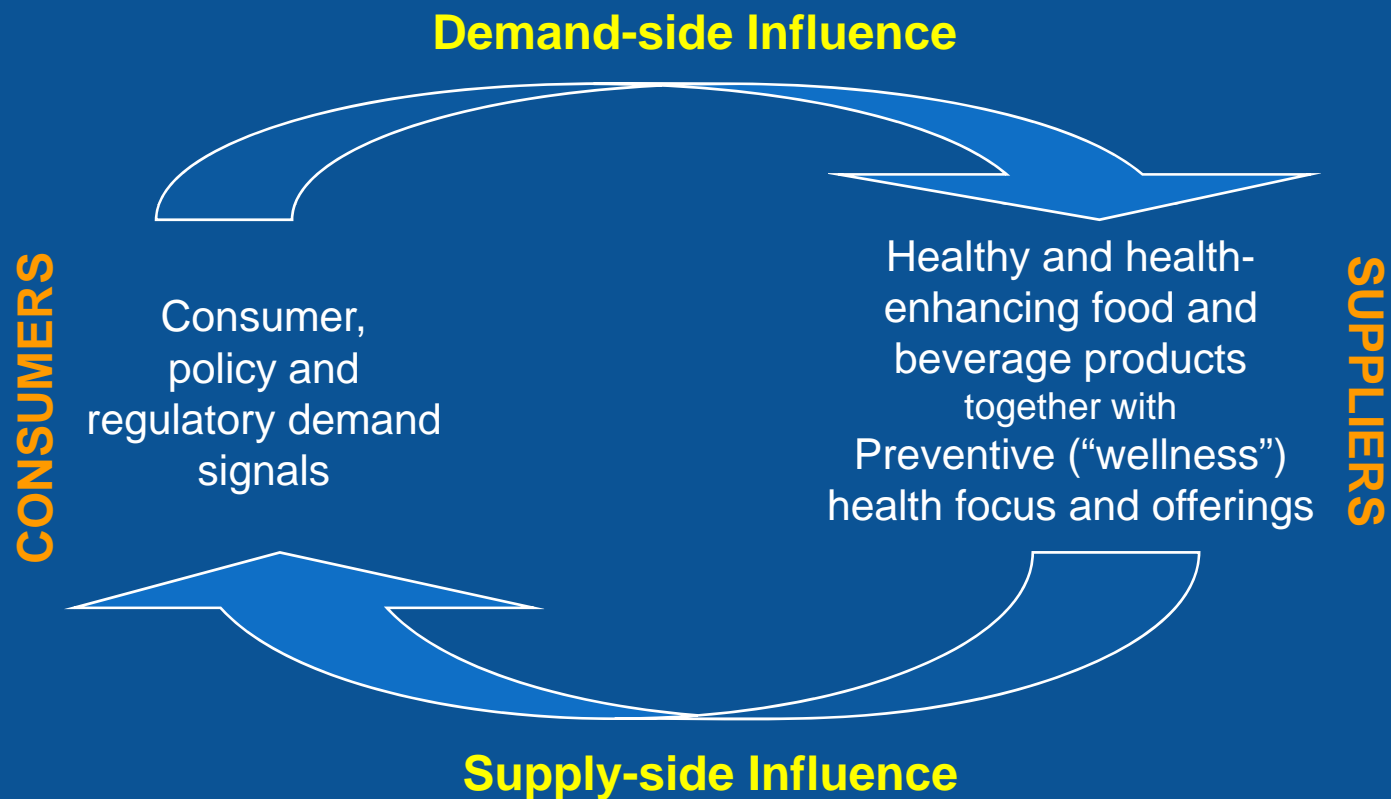 Demand-side Influence
CONSUMERS
Consumer,
policy and
regulatory demand
signals
Healthy and health-
enhancing food and
beverage products
together with
Preventive (“wellness”)
health focus and offerings
SUPPLIERS
Supply-side Influence